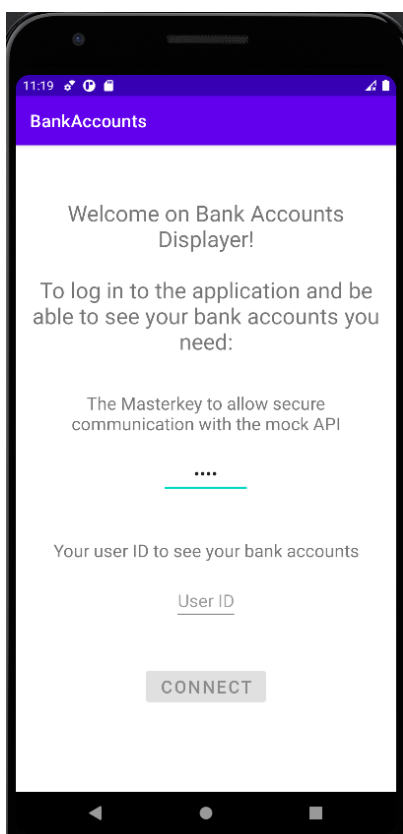 11:19
BankAccounts
Welcome on Bank Accounts
Displayer!
To log in to the application and be
able to see your bank accounts you
need:
The Masterkey to allow secure
communication with the mock API
••••
Your user ID to see your bank accounts
User ID
CONNECT